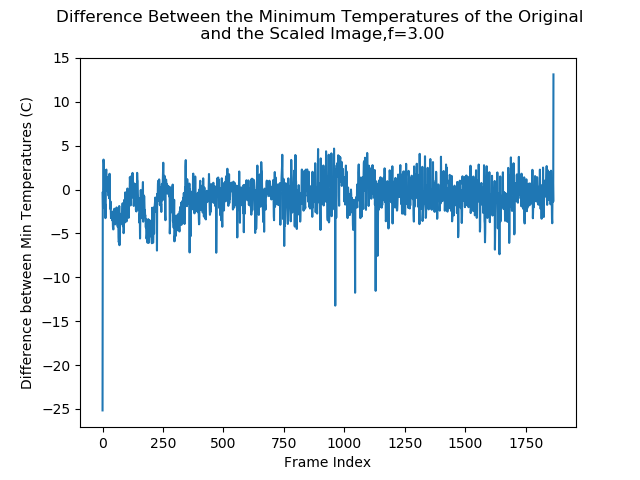 Difference Between the Minimum Temperatures of the Original
and the Scaled Image,f=3.00
15
10
5
0
−5
−10
−15
−20
−25
Difference between Min Temperatures (C)
0 250 500 750 1000 1250 1500 1750
Frame Index